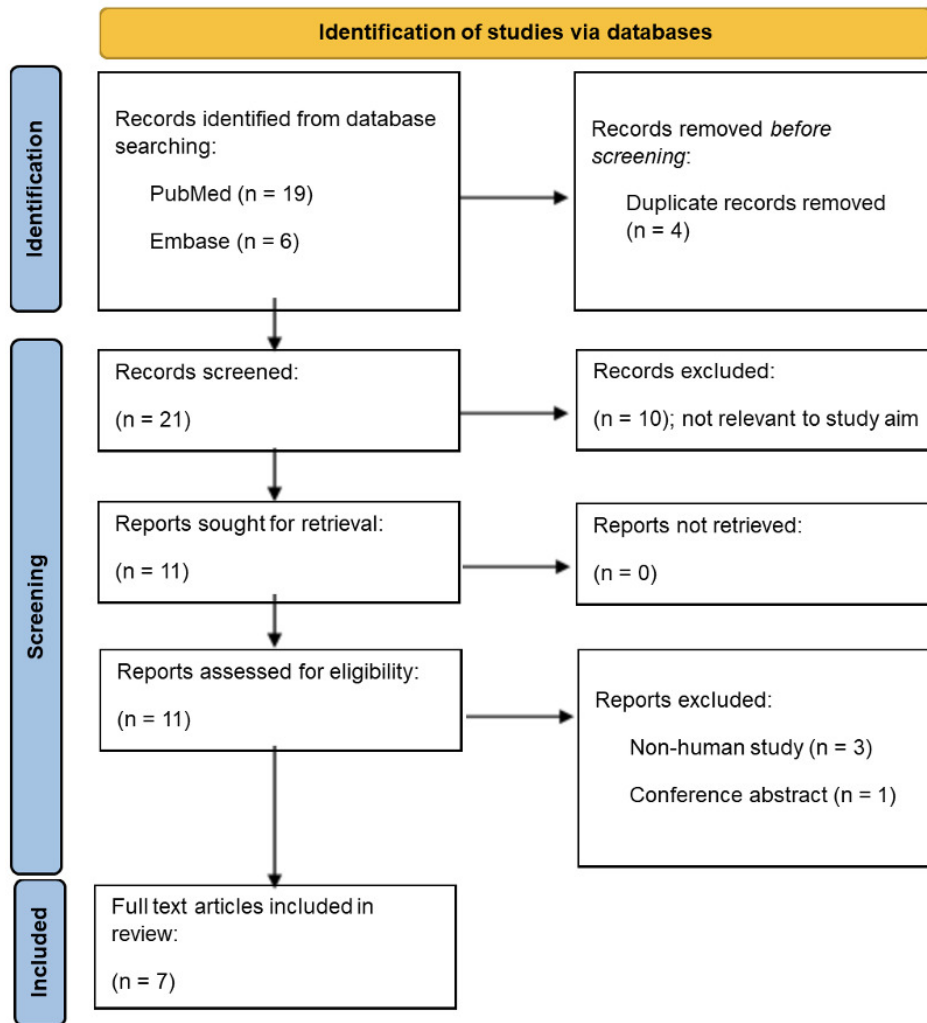 Identification of studies via databases
Identification
Records identified from database
searching:
PubMed (n = 19)
Embase (n = 6)
Records removed before
screening:
Duplicate records removed
(n = 4)
Screening
Records screened:
(n = 21)
Records excluded:
(n = 10); not relevant to study aim
Reports sought for retrieval:
(n = 11)
Reports not retrieved:
(n = 0)
Reports assessed for eligibility:
(n = 11)
Reports excluded:
Non-human study (n = 3)
Conference abstract (n = 1)
Included
Full text articles included in
review:
(n = 7)